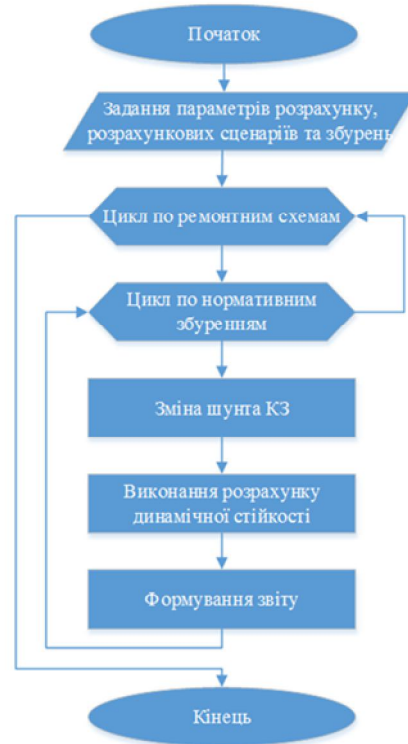 Початок
Задання параметрів розрахунку,
розрахункових сценаріїв та збурень
Цикл по ремонтним схемам
Цикл по нормативним
збуренням
Зміна шунта КЗ
Виконання розрахунку
динамічної стійкості
Формування звіту
Кінець